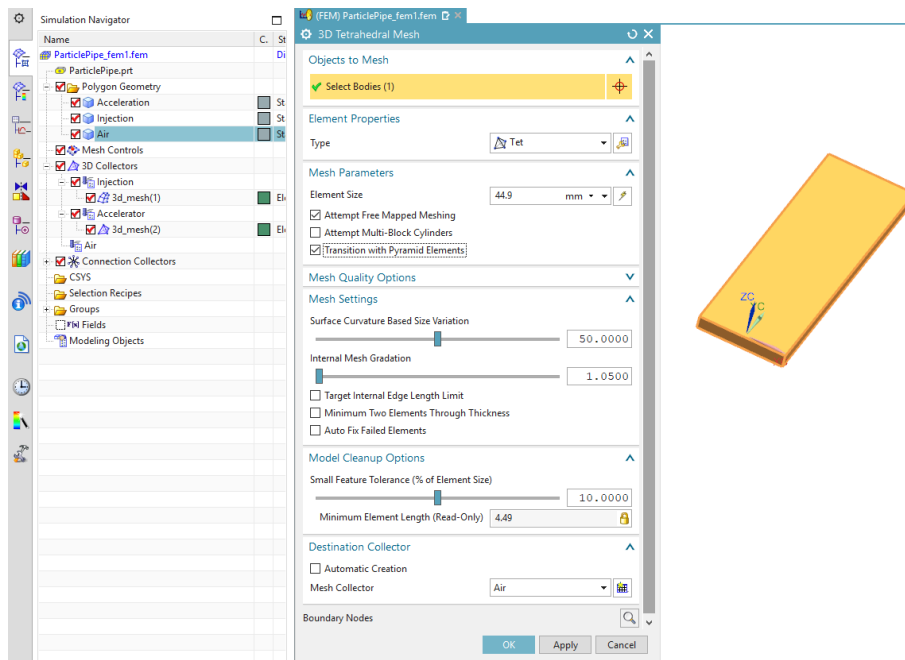 Simulation Navigator
Name C. St
ParticlePipe_fem1.fem Di
ParticlePipe.prt
Polygon Geometry
Acceleration St
Injection St
Air St
Mesh Controls
3D Collectors
Injection
3d_mesh(1) El
Accelerator
3d_mesh(2) El
Air
Connection Collectors
CSYS
Selection Recipes
Groups
Fields
Modeling Objects
(FEM) ParticlePipe_fem1.fem
3D Tetrahedral Mesh
Objects to Mesh
Select Bodies (1)
Element Properties
Type Tet
Mesh Parameters
Element Size 44.9 mm
Attempt Free Mapped Meshing
Attempt Multi-Block Cylinders
Transition with Pyramid Elements
Mesh Quality Options
Mesh Settings
Surface Curvature Based Size Variation
50.0000
Internal Mesh Gradation
1.0500
Target Internal Edge Length Limit
Minimum Two Elements Through Thickness
Auto Fix Failed Elements
Model Cleanup Options
Small Feature Tolerance (% of Element Size)
10.0000
Minimum Element Length (Read-Only) 4.49
Destination Collector
Automatic Creation
Mesh Collector Air
Boundary Nodes
OK Apply Cancel
ZC
YC